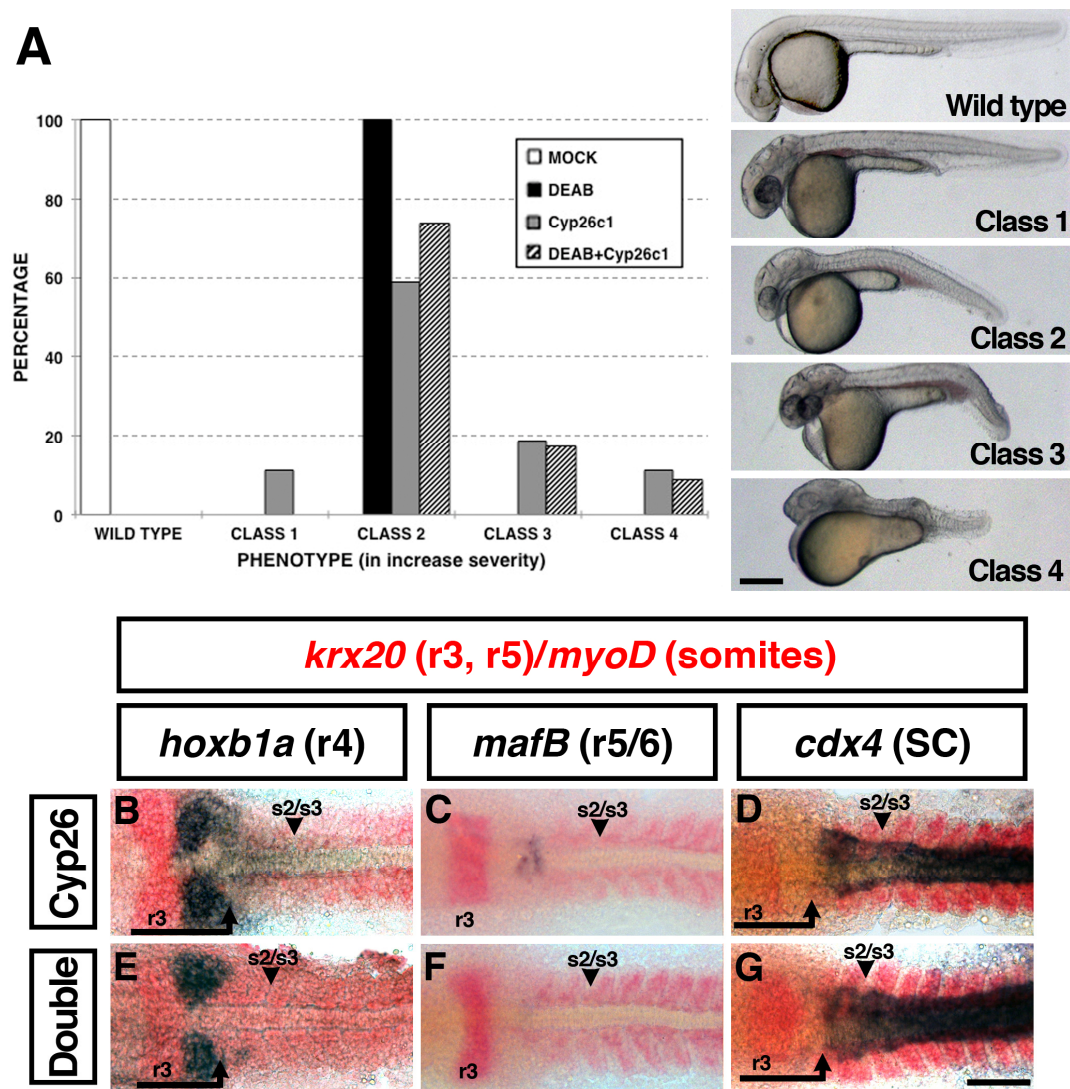 A
100
80
60
40
20
0
PERCENTAGE
MOCK
DEAB
Cyp26c1
DEAB+Cyp26c1
WILD TYPE CLASS 1 CLASS 2 CLASS 3 CLASS 4
PHENOTYPE (in increase severity)
Wild type
Class 1
Class 2
Class 3
Class 4
krx20 (r3, r5)/myoD (somites)
hoxb1a (r4) mafB (r5/6) cdx4 (SC)
Cyp26
B s2/s3 r3
C s2/s3 r3
D s2/s3 r3
Double
E s2/s3 r3
F s2/s3 r3
G s2/s3 r3